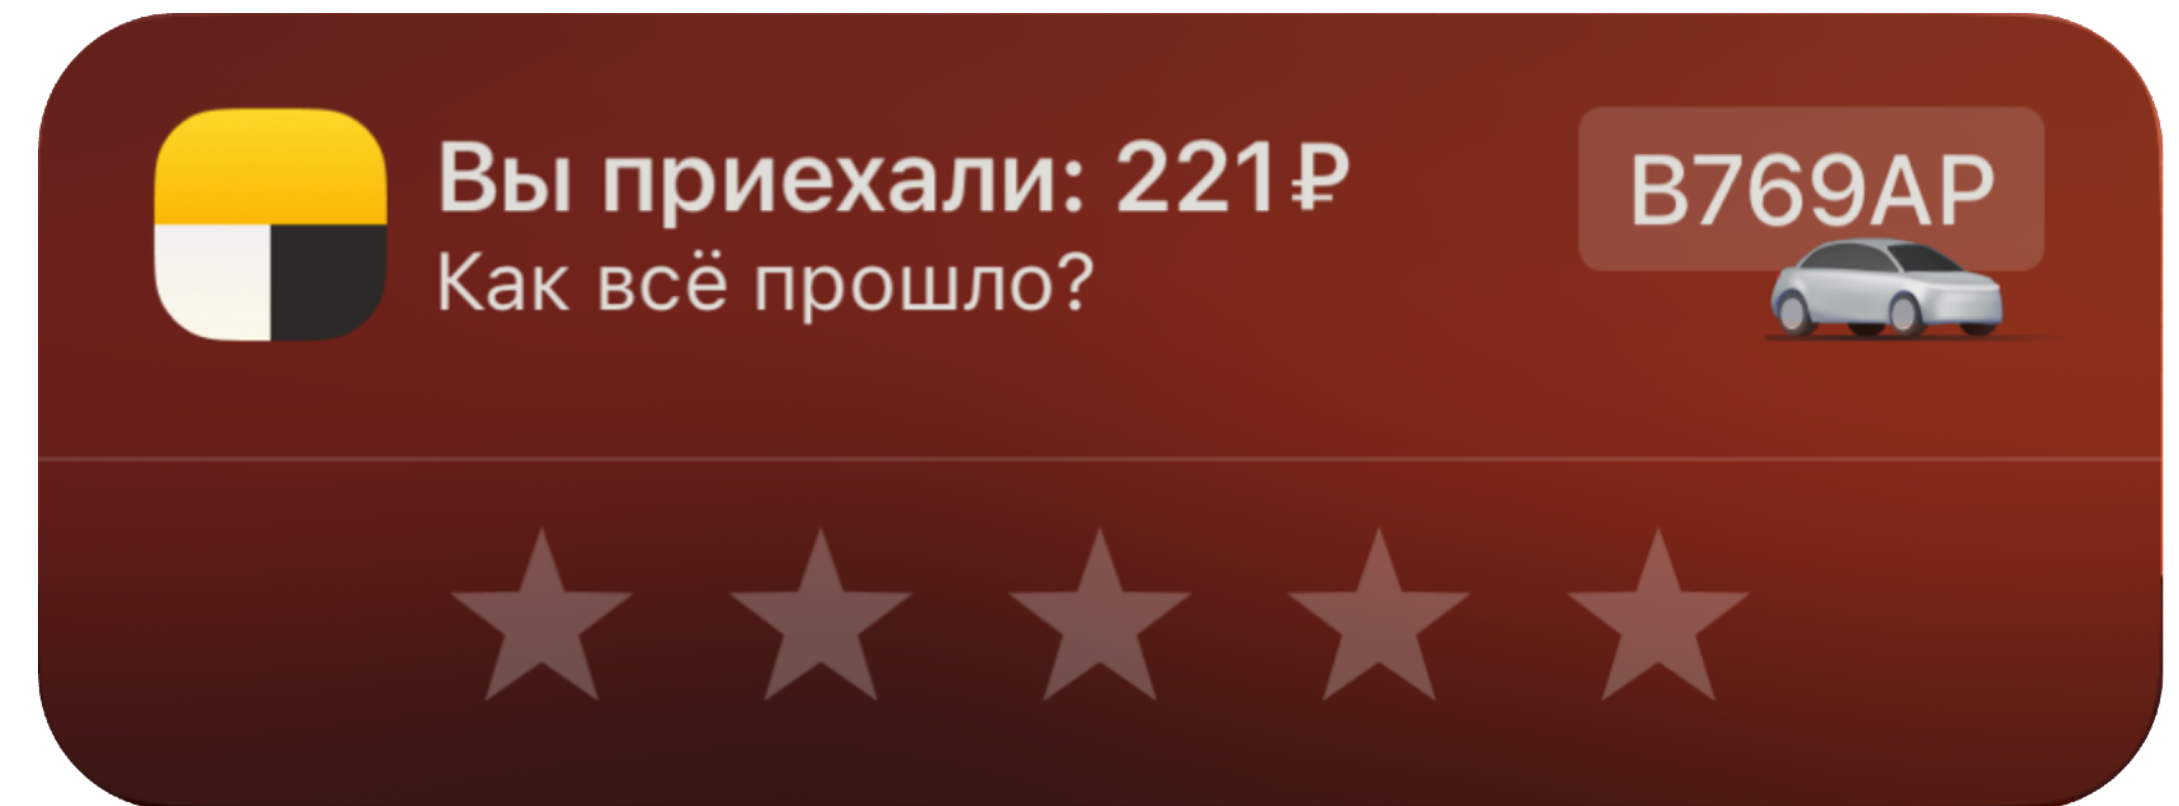 Вы приехали: 221 ₽
В769АР
Как всё прошло?